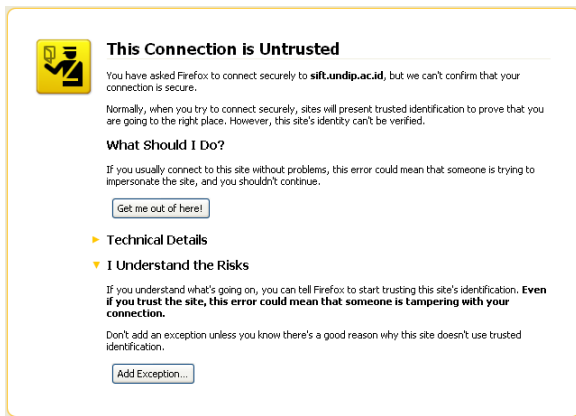 This Connection is Untrusted
You have asked Firefox to connect securely to sift.undip.ac.id, but we can't confirm that your
connection is secure.
Normally, when you try to connect securely, sites will present trusted identification to prove that you
are going to the right place. However, this site's identity can't be verified.
What Should I Do?
If you usually connect to this site without problems, this error could mean that someone is trying to
impersonate the site, and you shouldn't continue.
Get me out of here!
Technical Details
I Understand the Risks
If you understand what's going on, you can tell Firefox to start trusting this site's identification. Even
if you trust the site, this error could mean that someone is tampering with your
connection.
Don't add an exception unless you know there's a good reason why this site doesn't use trusted
identification.
Add Exception...